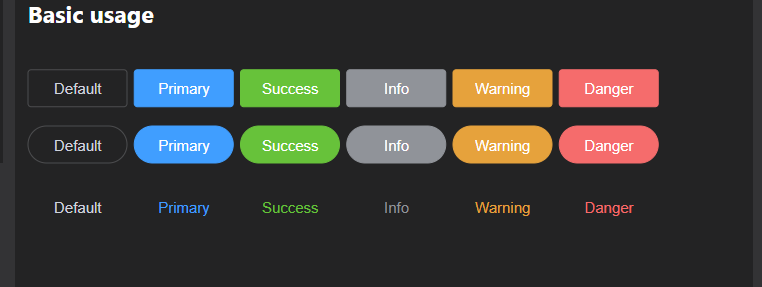 Basic usage
Default Primary Success Info Warning Danger
Default Primary Success Info Warning Danger
Default Primary Success Info Warning Danger